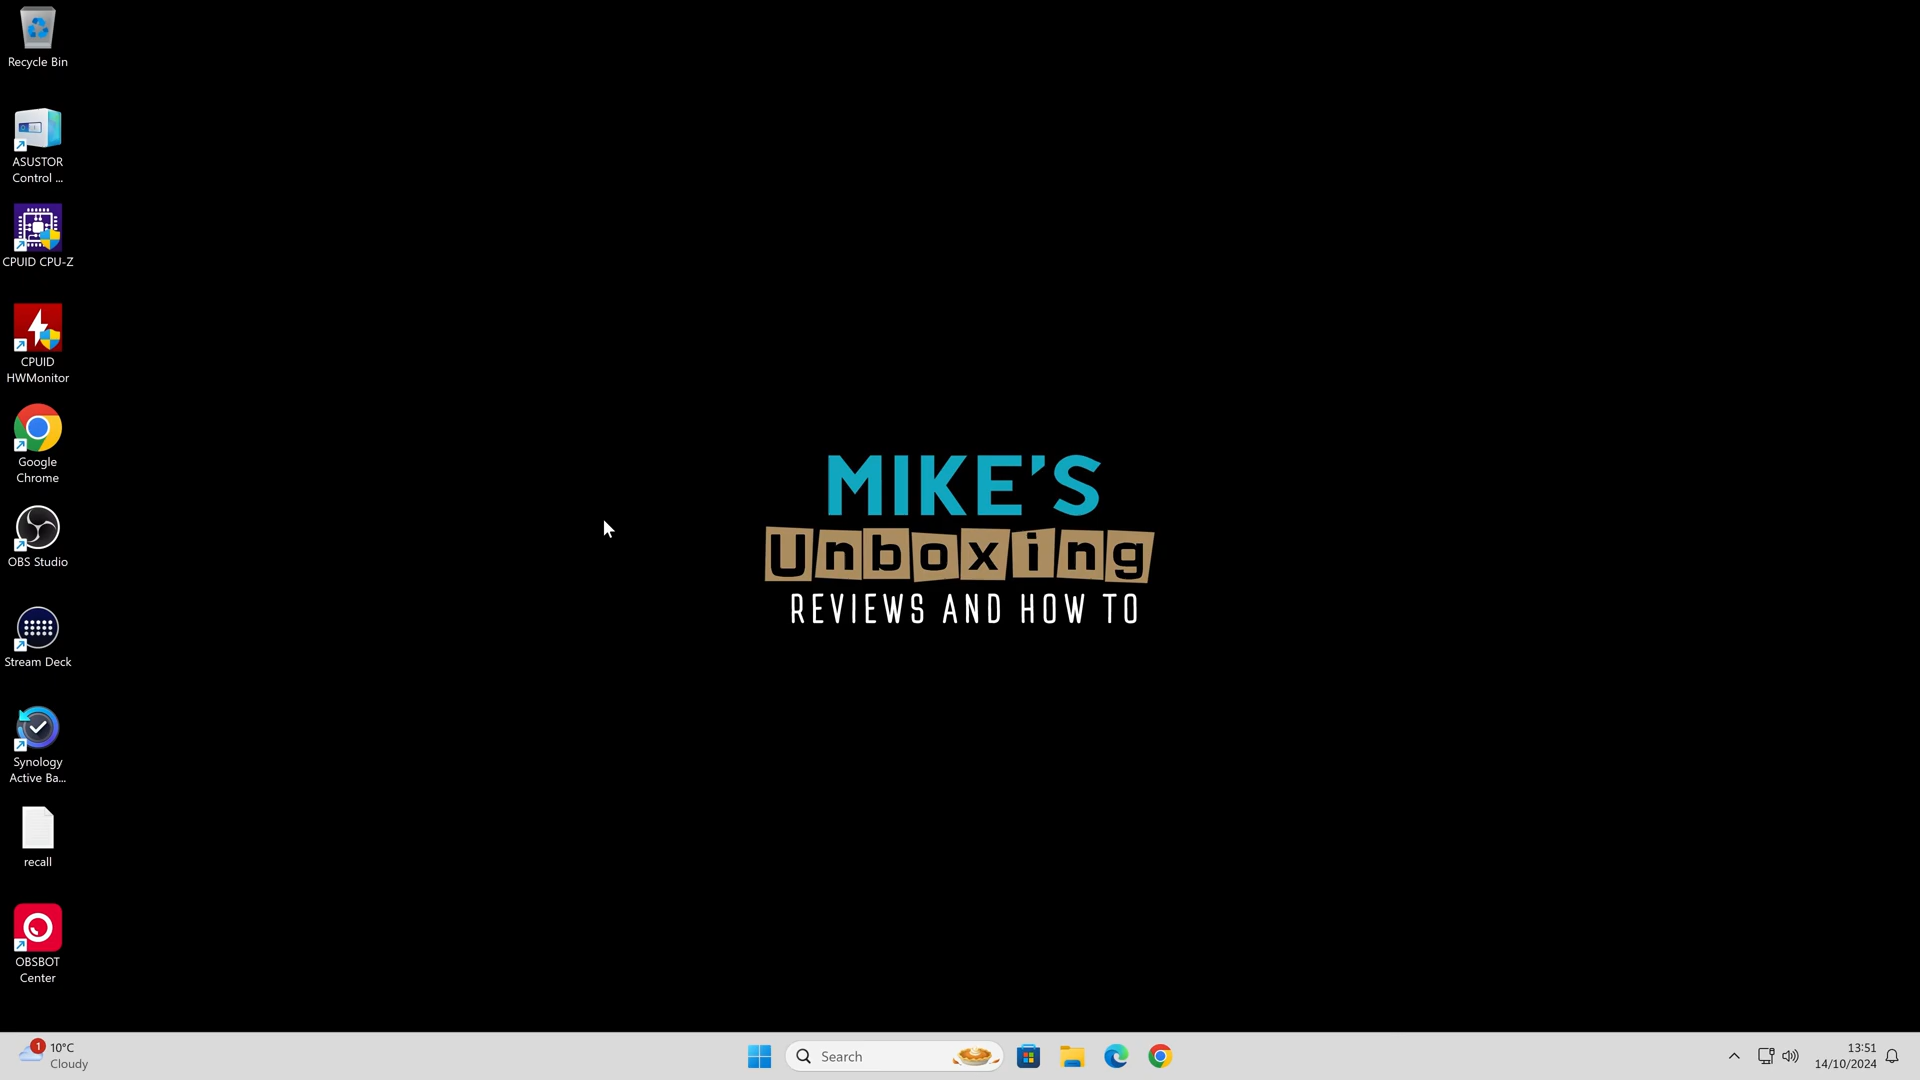 Recycle Bin
ASUSTOR
Control ...
CPUID CPU-Z
CPUID
HWMonitor
Google
Chrome
OBS Studio
Stream Deck
Synology
Active Ba...
recall
OBSBOT
Center
MIKE'S
Unboxing
REVIEWS AND HOW TO
1
10°C
Cloudy
Search
13:51
14/10/2024